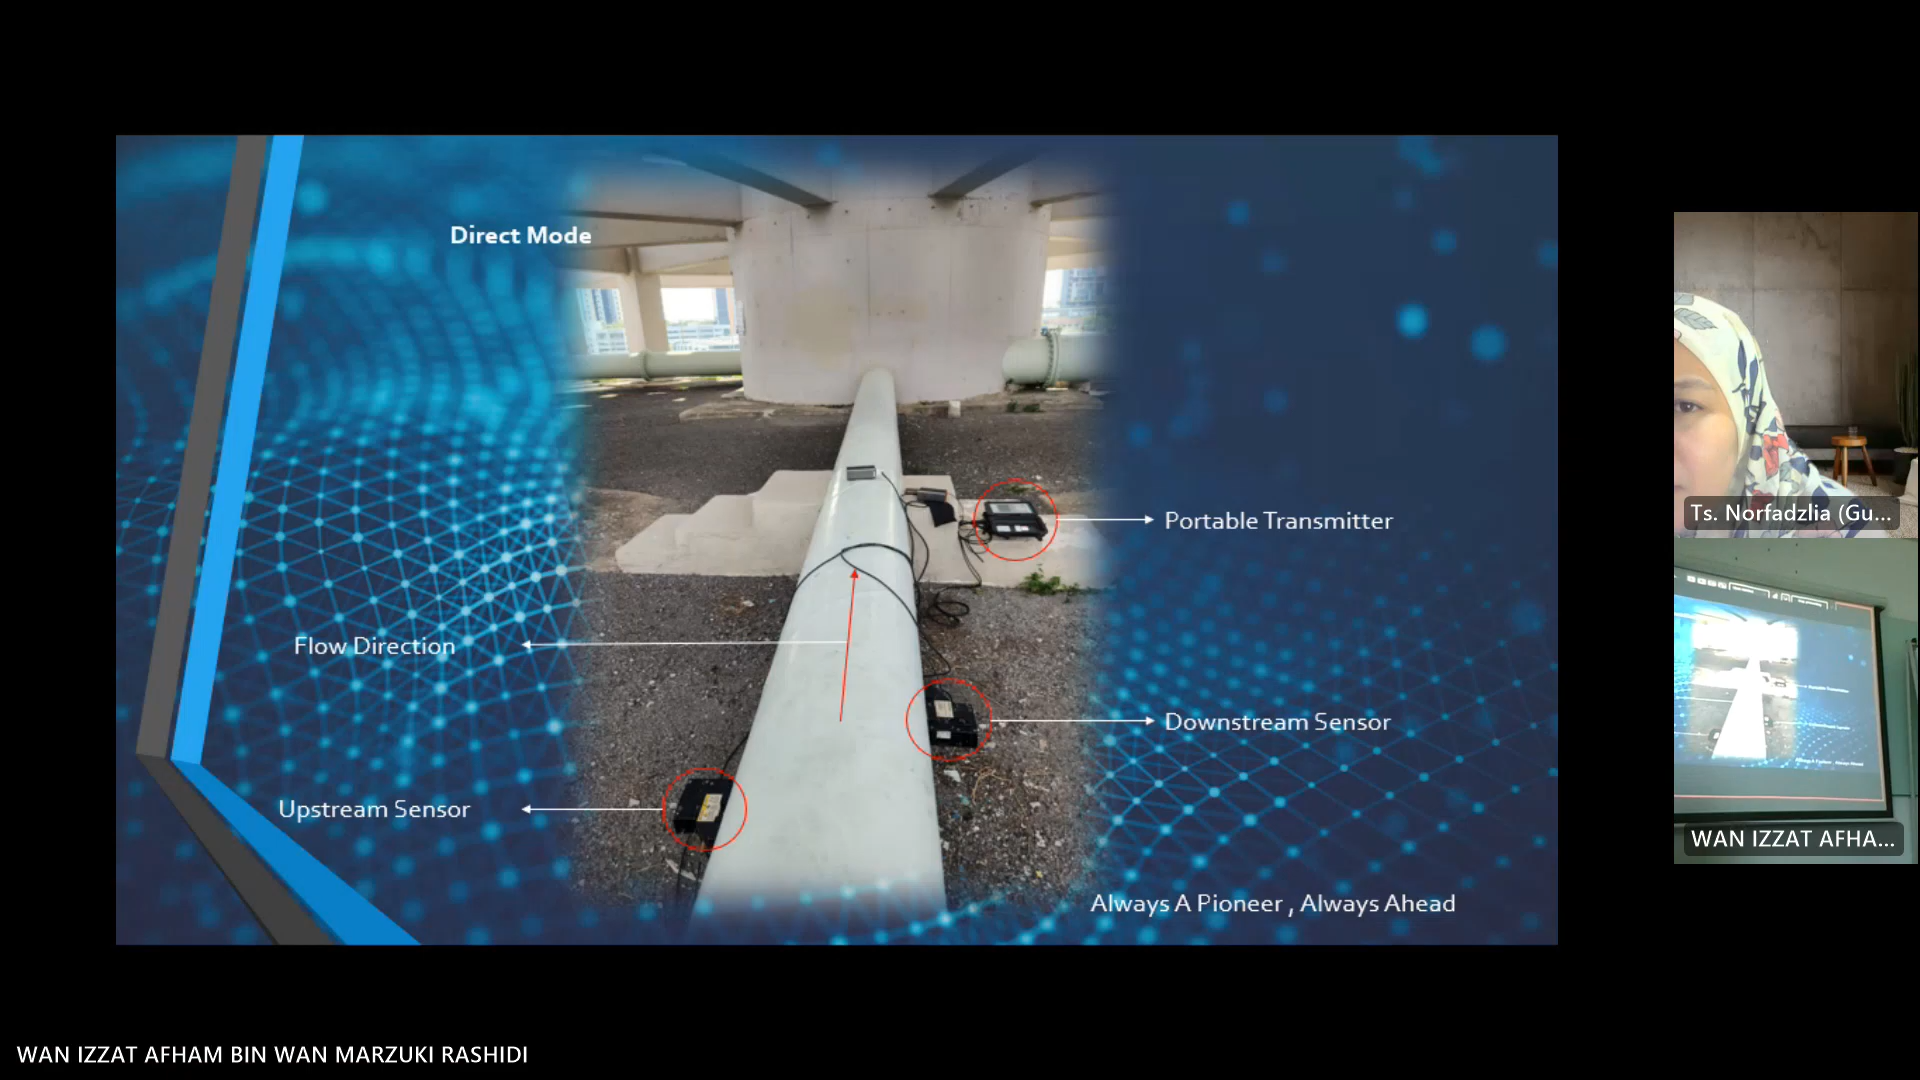 Direct Mode
Portable Transmitter
Flow Direction
Downstream Sensor
Upstream Sensor
Always A Pioneer , Always Ahead
Ts. Norfadzlia (Gu...
WAN IZZAT AFHA...
WAN IZZAT AFHAM BIN WAN MARZUKI RASHIDI